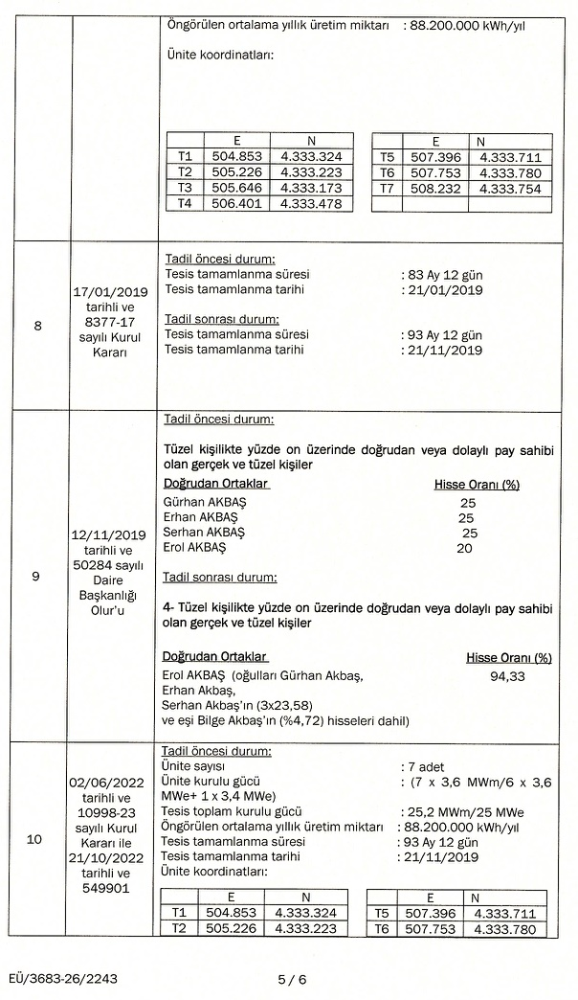 Öngörülen ortalama yıllık üretim miktarı : 88.200.000 kWh/yıl
Ünite koordinatları:
E N
T1 504.853 4.333.324
T2 505.226 4.333.223
T3 505.646 4.333.173
T4 506.401 4.333.478
E N
T5 507.396 4.333.711
T6 507.753 4.333.780
T7 508.232 4.333.754
8
17/01/2019
tarihli ve
8377-17
sayılı Kurul
Kararı
Tadil öncesi durum:
Tesis tamamlanma süresi : 83 Ay 12 gün
Tesis tamamlanma tarihi : 21/01/2019
Tadil sonrası durum:
Tesis tamamlanma süresi : 93 Ay 12 gün
Tesis tamamlanma tarihi : 21/11/2019
9
12/11/2019
tarihli ve
50284 sayılı
Daire
Başkanlığı
Olur'u
Tadil öncesi durum:
Tüzel kişilikte yüzde on üzerinde doğrudan veya dolaylı pay sahibi
olan gerçek ve tüzel kişiler
Doğrudan Ortaklar Hisse Oranı (%)
Gürhan AKBAŞ 25
Erhan AKBAŞ 25
Serhan AKBAŞ 25
Erol AKBAŞ 20
Tadil sonrası durum:
4- Tüzel kişilikte yüzde on üzerinde doğrudan veya dolaylı pay sahibi
olan gerçek ve tüzel kişiler
Doğrudan Ortaklar Hisse Oranı (%)
Erol AKBAŞ (oğulları Gürhan Akbaş, 94,33
Erhan Akbaş,
Serhan Akbaş'ın (3x23,58)
ve eşi Bilge Akbaş'ın (%4,72) hisseleri dahil)
10
02/06/2022
tarihli ve
10998-23
sayılı Kurul
Kararı ile
21/10/2022
tarihli ve
549901
Tadil öncesi durum:
Ünite sayısı : 7 adet
Ünite kurulu gücü : (7 x 3,6 MWm/6 x 3,6
MWe+ 1 x 3,4 MWe)
Tesis toplam kurulu gücü : 25,2 MWm/25 MWe
Öngörülen ortalama yıllık üretim miktarı : 88.200.000 kWh/yıl
Tesis tamamlanma süresi : 93 Ay 12 gün
Tesis tamamlanma tarihi : 21/11/2019
Ünite koordinatları:
E N
T1 504.853 4.333.324
T2 505.226 4.333.223
E N
T5 507.396 4.333.711
T6 507.753 4.333.780
EÜ/3683-26/2243 5 / 6